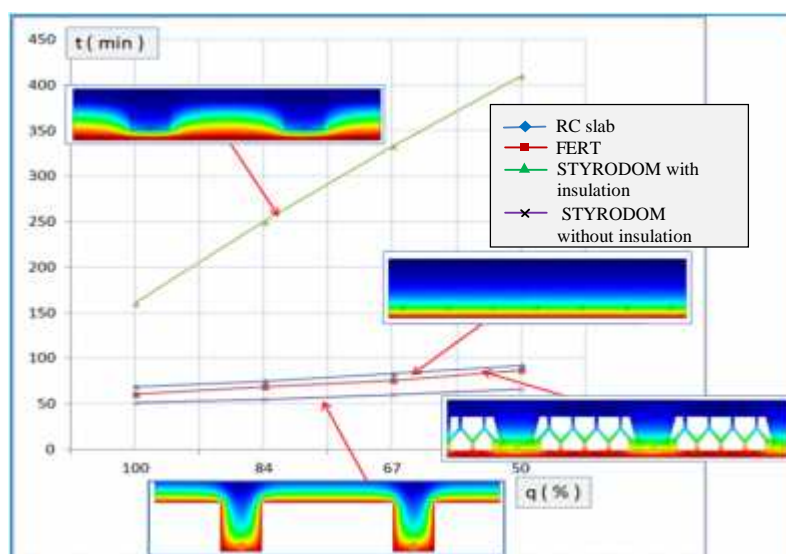 450
t ( min )
400
350
300
250
200
150
100
50
0
RC slab
FERT
STYRODOM with
insulation
STYRODOM
without insulation
100 84 67 50
q ( % )